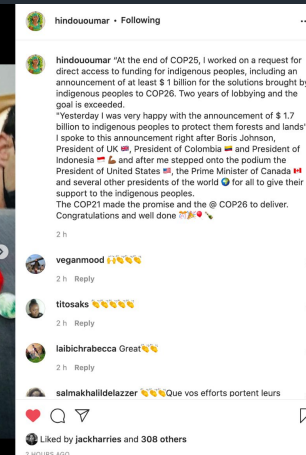 hindououmar • Following
hindououmar "At the end of COP25, I worked on a request for
direct access to funding for indigenous peoples, including an
announcement of at least $ 1 billion for the solutions brought by
indigenous peoples to COP26. Two years of lobbying and the
goal is exceeded.
"Yesterday I was very happy with the announcement of $ 1.7
billion to indigenous peoples to protect them forests and lands"
I spoke to this announcement right after Boris Johnson,
President of UK 🇬🇧, President of Colombia 🇨🇴 and President of
Indonesia 🇮🇩 💪🏾 and after me stepped onto the podium the
President of United States 🇺🇸, the Prime Minister of Canada 🇨🇦
and several other presidents of the world 🌍 for all to give their
support to the indigenous peoples.
The COP21 made the promise and the @ COP26 to deliver.
Congratulations and well done 🎊🎉🎈🍾
2 h
veganmood 🙌👏👏👏
2 h Reply
titosaks 👏👏👏👏👏
2 h Reply
laibichrabecca Great👏👏
2 h Reply
salmakhalildelazzer 👏👏👏Que vos efforts portent leurs
Liked by jackharries and 308 others
2 HOURS AGO